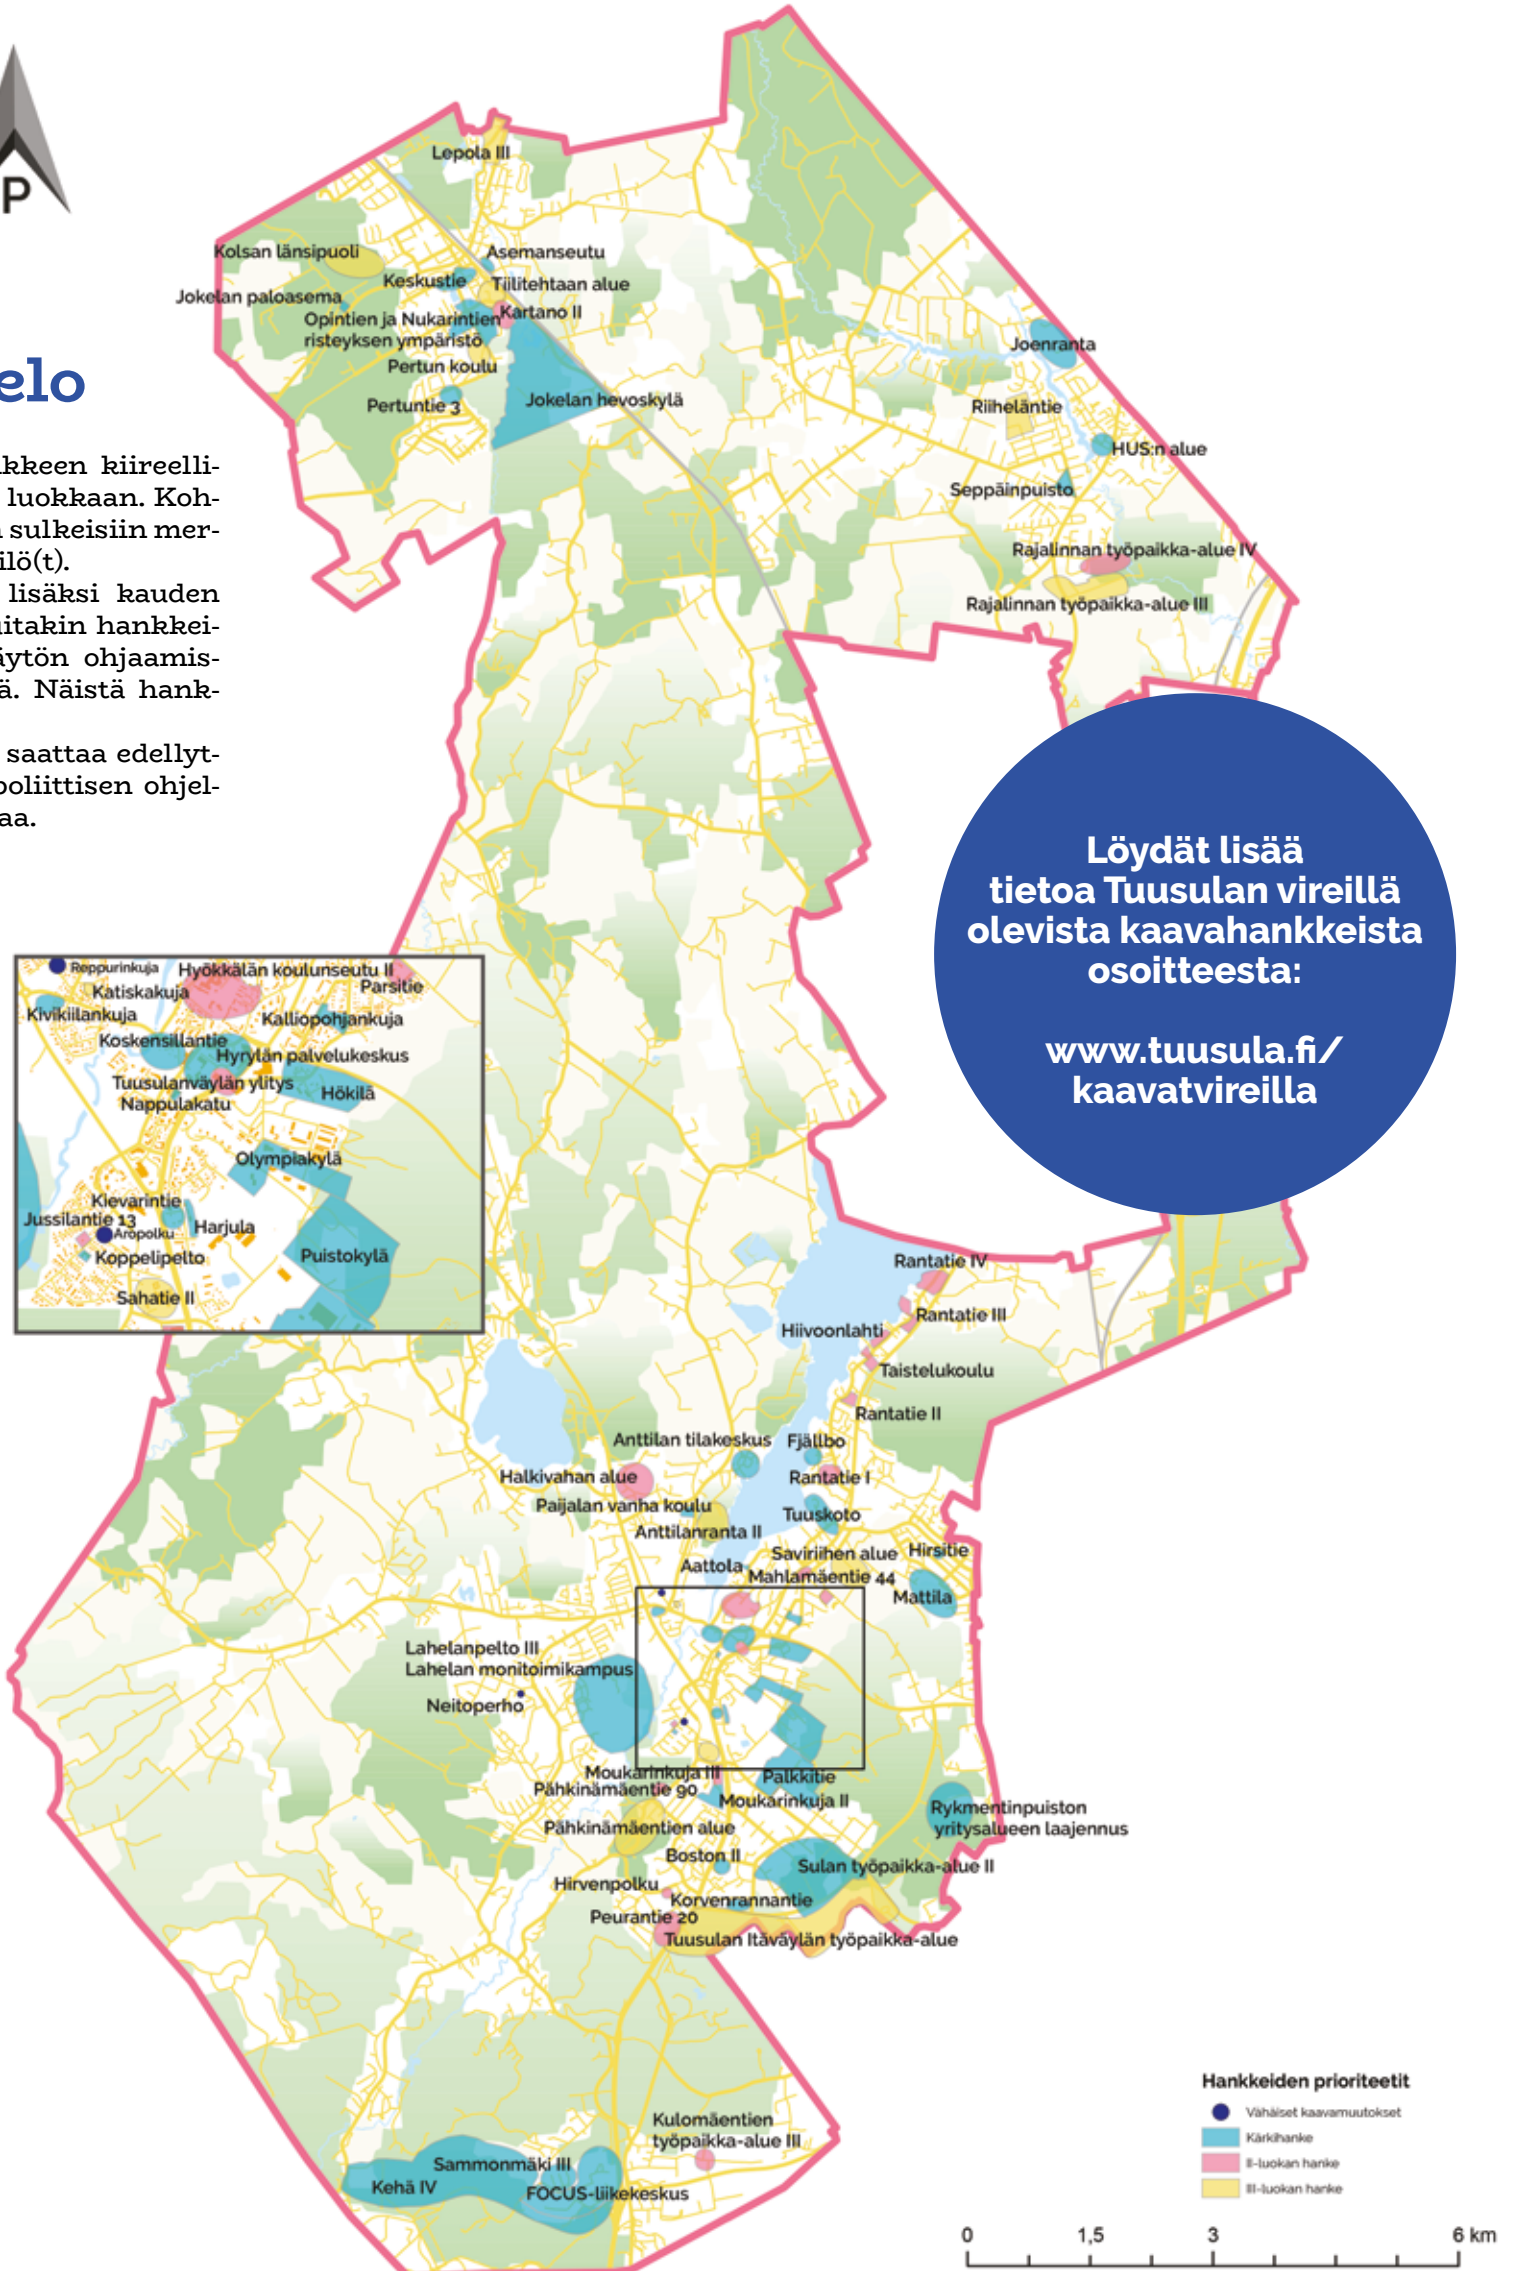 P
elo
kkeen kiireelli-
luokkaan. Koh-
sulkeisiin mer-
ilö(t).
lisäksi kauden
uitakin hankkei-
äytön ohjaamis-
ä. Näistä hank-
saattaa edellyt-
poliittisen ohjel-
aa.
Lepola III
Kolsan länsipuoli
Asemanseutu
Keskustie
Tiilitehtaan alue
Jokelan paloasema
Kartano II
Opintien ja Nukarintien
risteyksen ympäristö
Pertun koulu
Jokelan hevoskylä
Pertuntie 3
Joenranta
Riiheläntie
HUS:n alue
Seppäinpuisto
Rajalinnan työpaikka-alue IV
Rajalinnan työpaikka-alue III
Löydät lisää
tietoa Tuusulan vireillä
olevista kaavahankkeista
osoitteesta:
www.tuusula.fi/
kaavatvireilla
Reppurinkuja
Hyökkälän koulunseutu II
Parsitie
Katiskakuja
Kivikiilankuja
Kalliopohjankuja
Koskensillantie
Hyrylän palvelukeskus
Tuusulanväylän ylitys
Hökilä
Nappulakatu
Olympiakylä
Kievarintie
Jussilantie 13
Aropolku
Harjula
Koppelipelto
Puistokylä
Sahatie II
Rantatie IV
Rantatie III
Hiivoonlahti
Taistelukoulu
Rantatie II
Anttilan tilakeskus
Fjällbo
Halkivahan alue
Rantatie I
Paijalan vanha koulu
Tuuskoto
Anttilanranta II
Saviriihen alue
Hirsitie
Aattola
Mahlamäentie 44
Mattila
Lahelanpelto III
Lahelan monitoimikampus
Neitoperho
Moukarinkuja III
Palkkitie
Pähkinämäentie 90
Moukarinkuja II
Rykmentinpuiston
yritysalueen laajennus
Pähkinämäentien alue
Boston II
Sulan työpaikka-alue II
Hirvenpolku
Korvenrannantie
Peurantie 20
Tuusulan Itäväylän työpaikka-alue
Kulomäentien
työpaikka-alue III
Sammonmäki III
Kehä IV
FOCUS-liikekeskus
Hankkeiden prioriteetit
Vähäiset kaavamuutokset
Kärkihanke
II-luokan hanke
III-luokan hanke
0 1,5 3 6 km